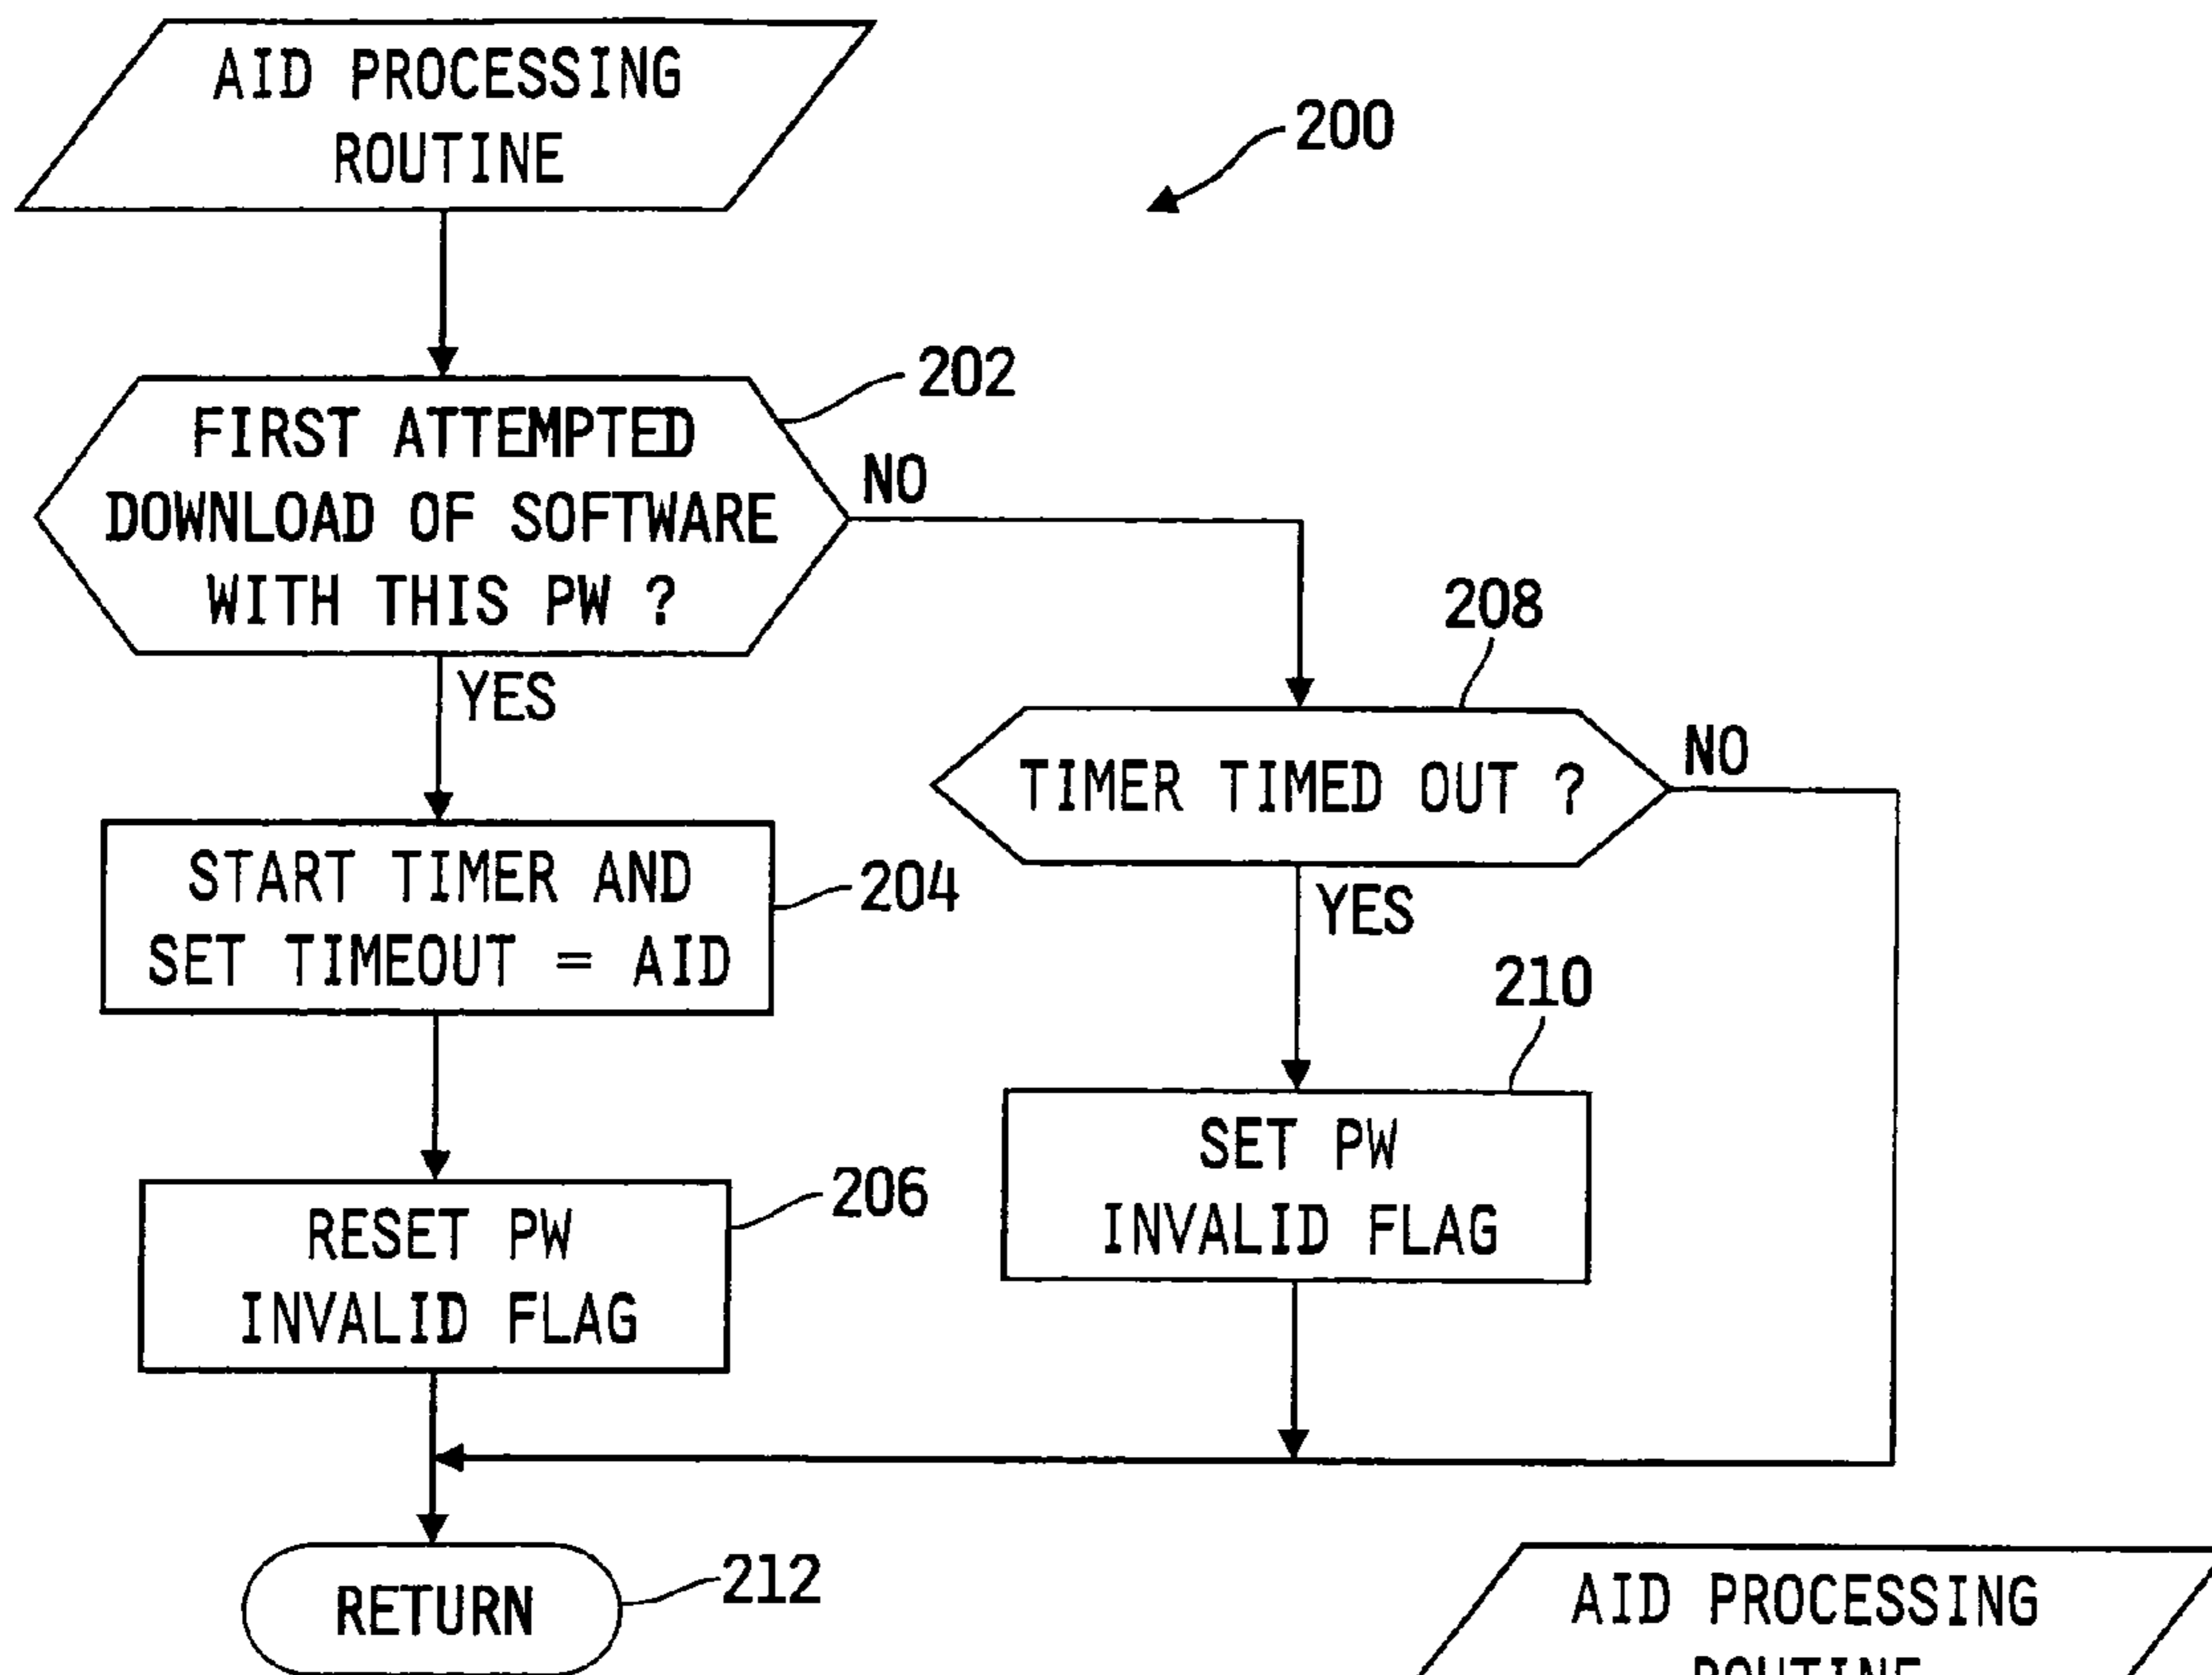 AID PROCESSING
ROUTINE
200
FIRST ATTEMPTED
DOWNLOAD OF SOFTWARE
WITH THIS PW ?
202
NO
YES
208
TIMER TIMED OUT ?
NO
YES
START TIMER AND
SET TIMEOUT = AID
204
210
SET PW
INVALID FLAG
RESET PW
INVALID FLAG
206
RETURN
212
AID PROCESSING
ROUTINE